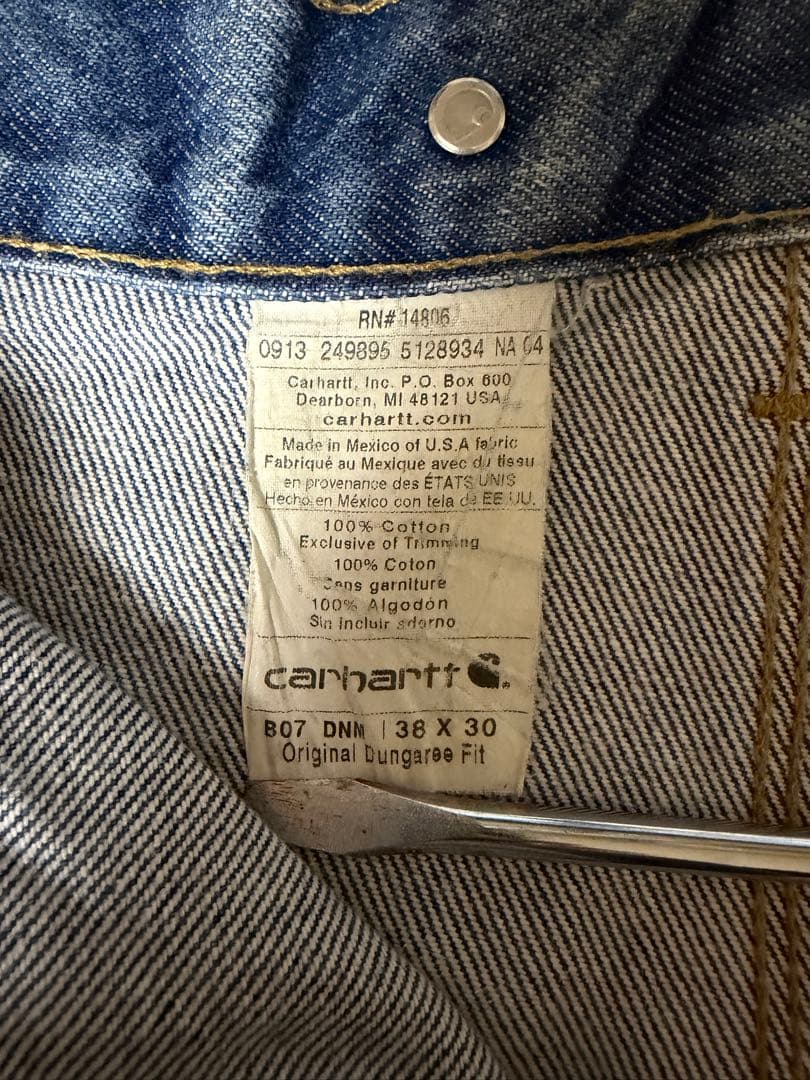 RN# 14806
0913 249895 5128934 NA 04
Carhartt, Inc. P.O. Box 600
Dearborn, MI 48121 USA
carhartt.com
Made in Mexico of U.S.A fabric
Fabriqué au Mexique avec du tissu
en provenance des ÉTATS UNIS
Hecho en México con tela de EE.UU.
100% Cotton
Exclusive of Trimming
100% Coton
Sans garniture
100% Algodón
Sin incluir adorno
carhartt
B07 DNM | 38 X 30
Original Dungaree Fit